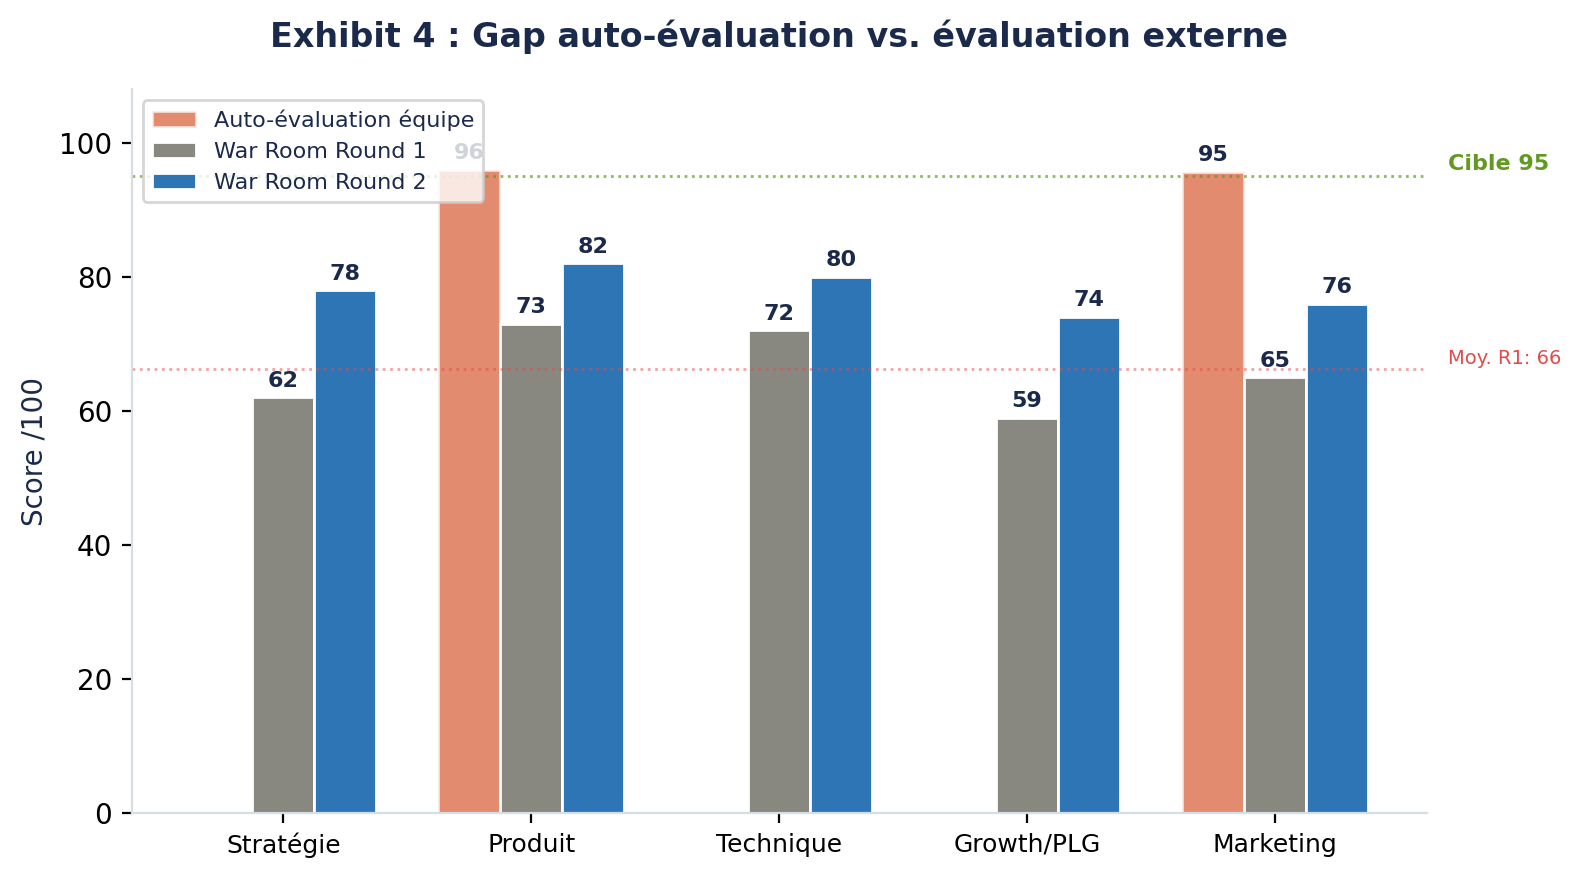 Exhibit 4 : Gap auto-évaluation vs. évaluation externe
Auto-évaluation équipe
War Room Round 1
War Room Round 2
Score /100
100
80
60
40
20
0
62
78
96
73
82
72
80
59
74
95
65
76
Cible 95
Moy. R1: 66
Stratégie
Produit
Technique
Growth/PLG
Marketing